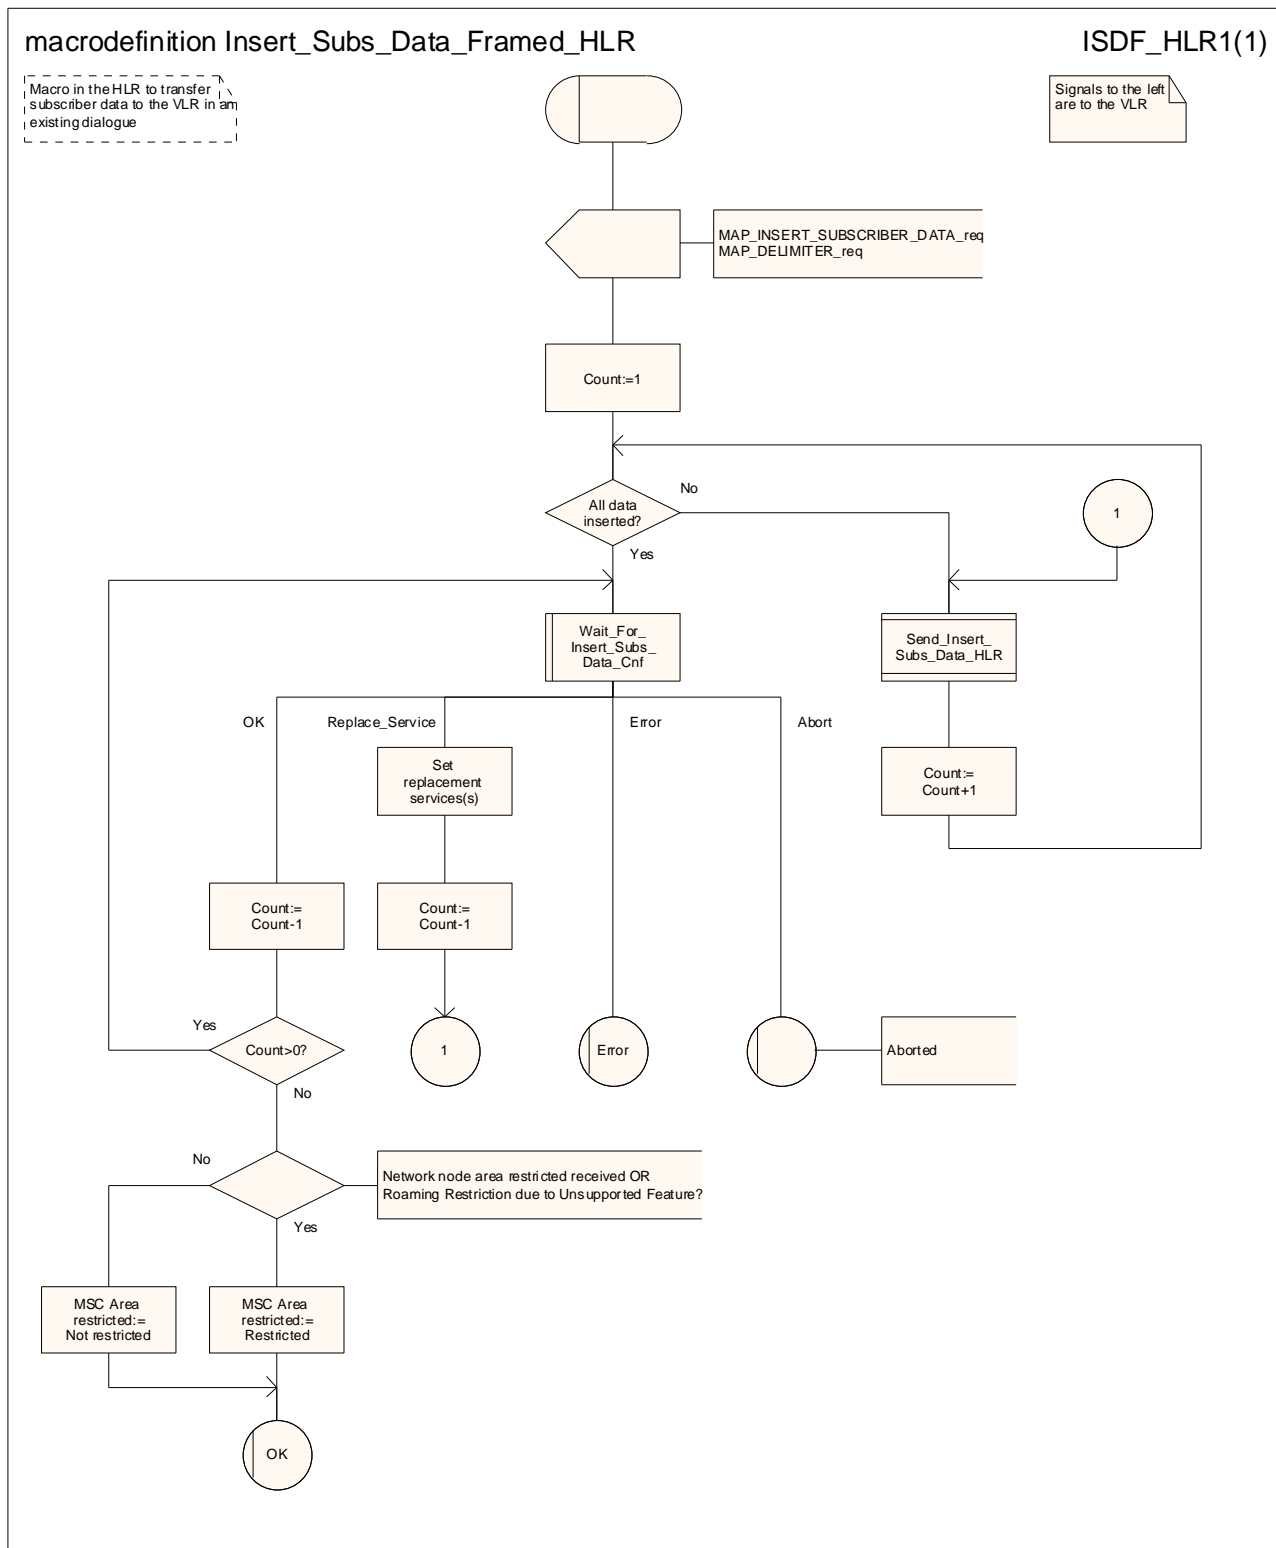 macrodefinition Insert_Subs_Data_Framed_HLR
ISDF_HLR1(1)
Macro in the HLR to transfer
subscriber data to the VLR in an
existing dialogue
Signals to the left
are to the VLR
MAP_INSERT_SUBSCRIBER_DATA_req
MAP_DELIMITER_req
Count:=1
No
All data
inserted?
1
Yes
Wait_For_
Insert_Subs_
Data_Cnf
Send_Insert_
Subs_Data_HLR
OK
Replace_Service
Error
Abort
Set
replacement
services(s)
Count:=
Count+1
Count:=
Count-1
Count:=
Count-1
Yes
Count>0?
1
Error
Aborted
No
No
Network node area restricted received OR
Roaming Restriction due to Unsupported Feature?
Yes
MSC Area
restricted:=
Not restricted
MSC Area
restricted:=
Restricted
OK